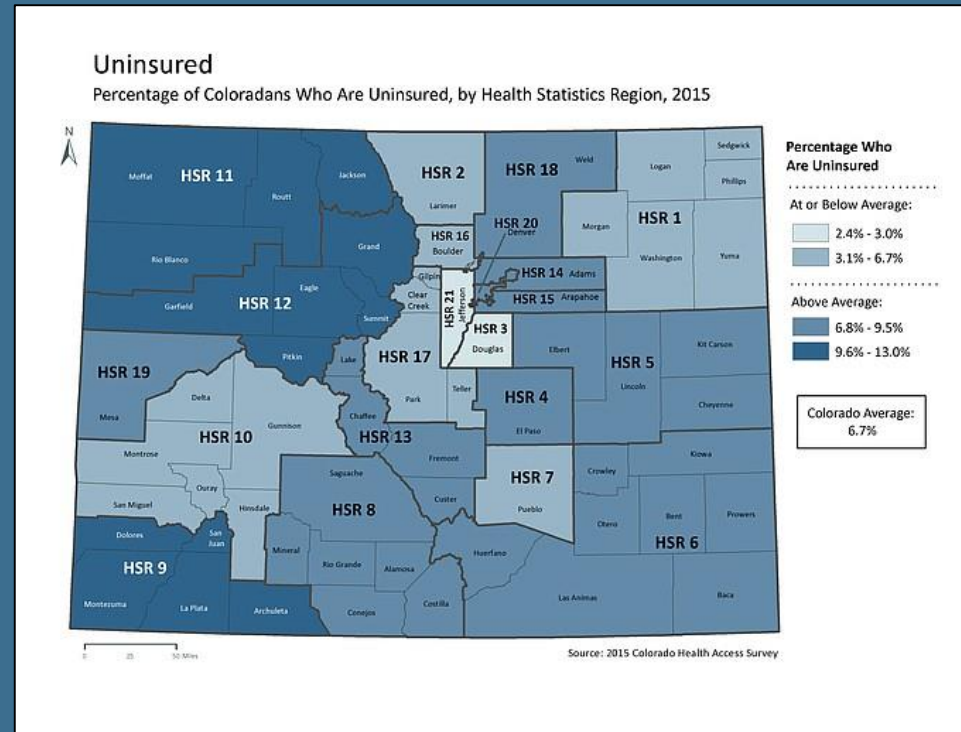 Uninsured
Percentage of Coloradans Who Are Uninsured, by Health Statistics Region, 2015
N
Moffat
HSR 11
Routt
Jackson
Rio Blanco
Grand
HSR 2
Larimer
HSR 18
Weld
Logan
Sedgwick
Phillips
HSR 1
Morgan
Washington
Yuma
HSR 16
Boulder
HSR 20
Denver
Gilpin
Clear
Creek
HSR 21
Jefferson
HSR 14
Adams
HSR 15
Arapahoe
HSR 12
Garfield
Eagle
Summit
Pitkin
HSR 19
Mesa
Lake
HSR 17
Park
Teller
HSR 3
Douglas
Elbert
HSR 5
Lincoln
Kit Carson
Cheyenne
Delta
Gunnison
HSR 10
Montrose
Ouray
San Miguel
Hinsdale
Chaffee
HSR 13
Fremont
Custer
HSR 4
El Paso
HSR 7
Pueblo
Crowley
Kiowa
Otero
Bent
Prowers
HSR 6
Las Animas
Baca
Huerfano
Saguache
HSR 8
Mineral
Rio Grande
Alamosa
Conejos
Costilla
Dolores
San
Juan
HSR 9
Montezuma
La Plata
Archuleta
0 25 50 Miles
Source: 2015 Colorado Health Access Survey
Percentage Who
Are Uninsured
At or Below Average:
2.4% - 3.0%
3.1% - 6.7%
Above Average:
6.8% - 9.5%
9.6% - 13.0%
Colorado Average:
6.7%